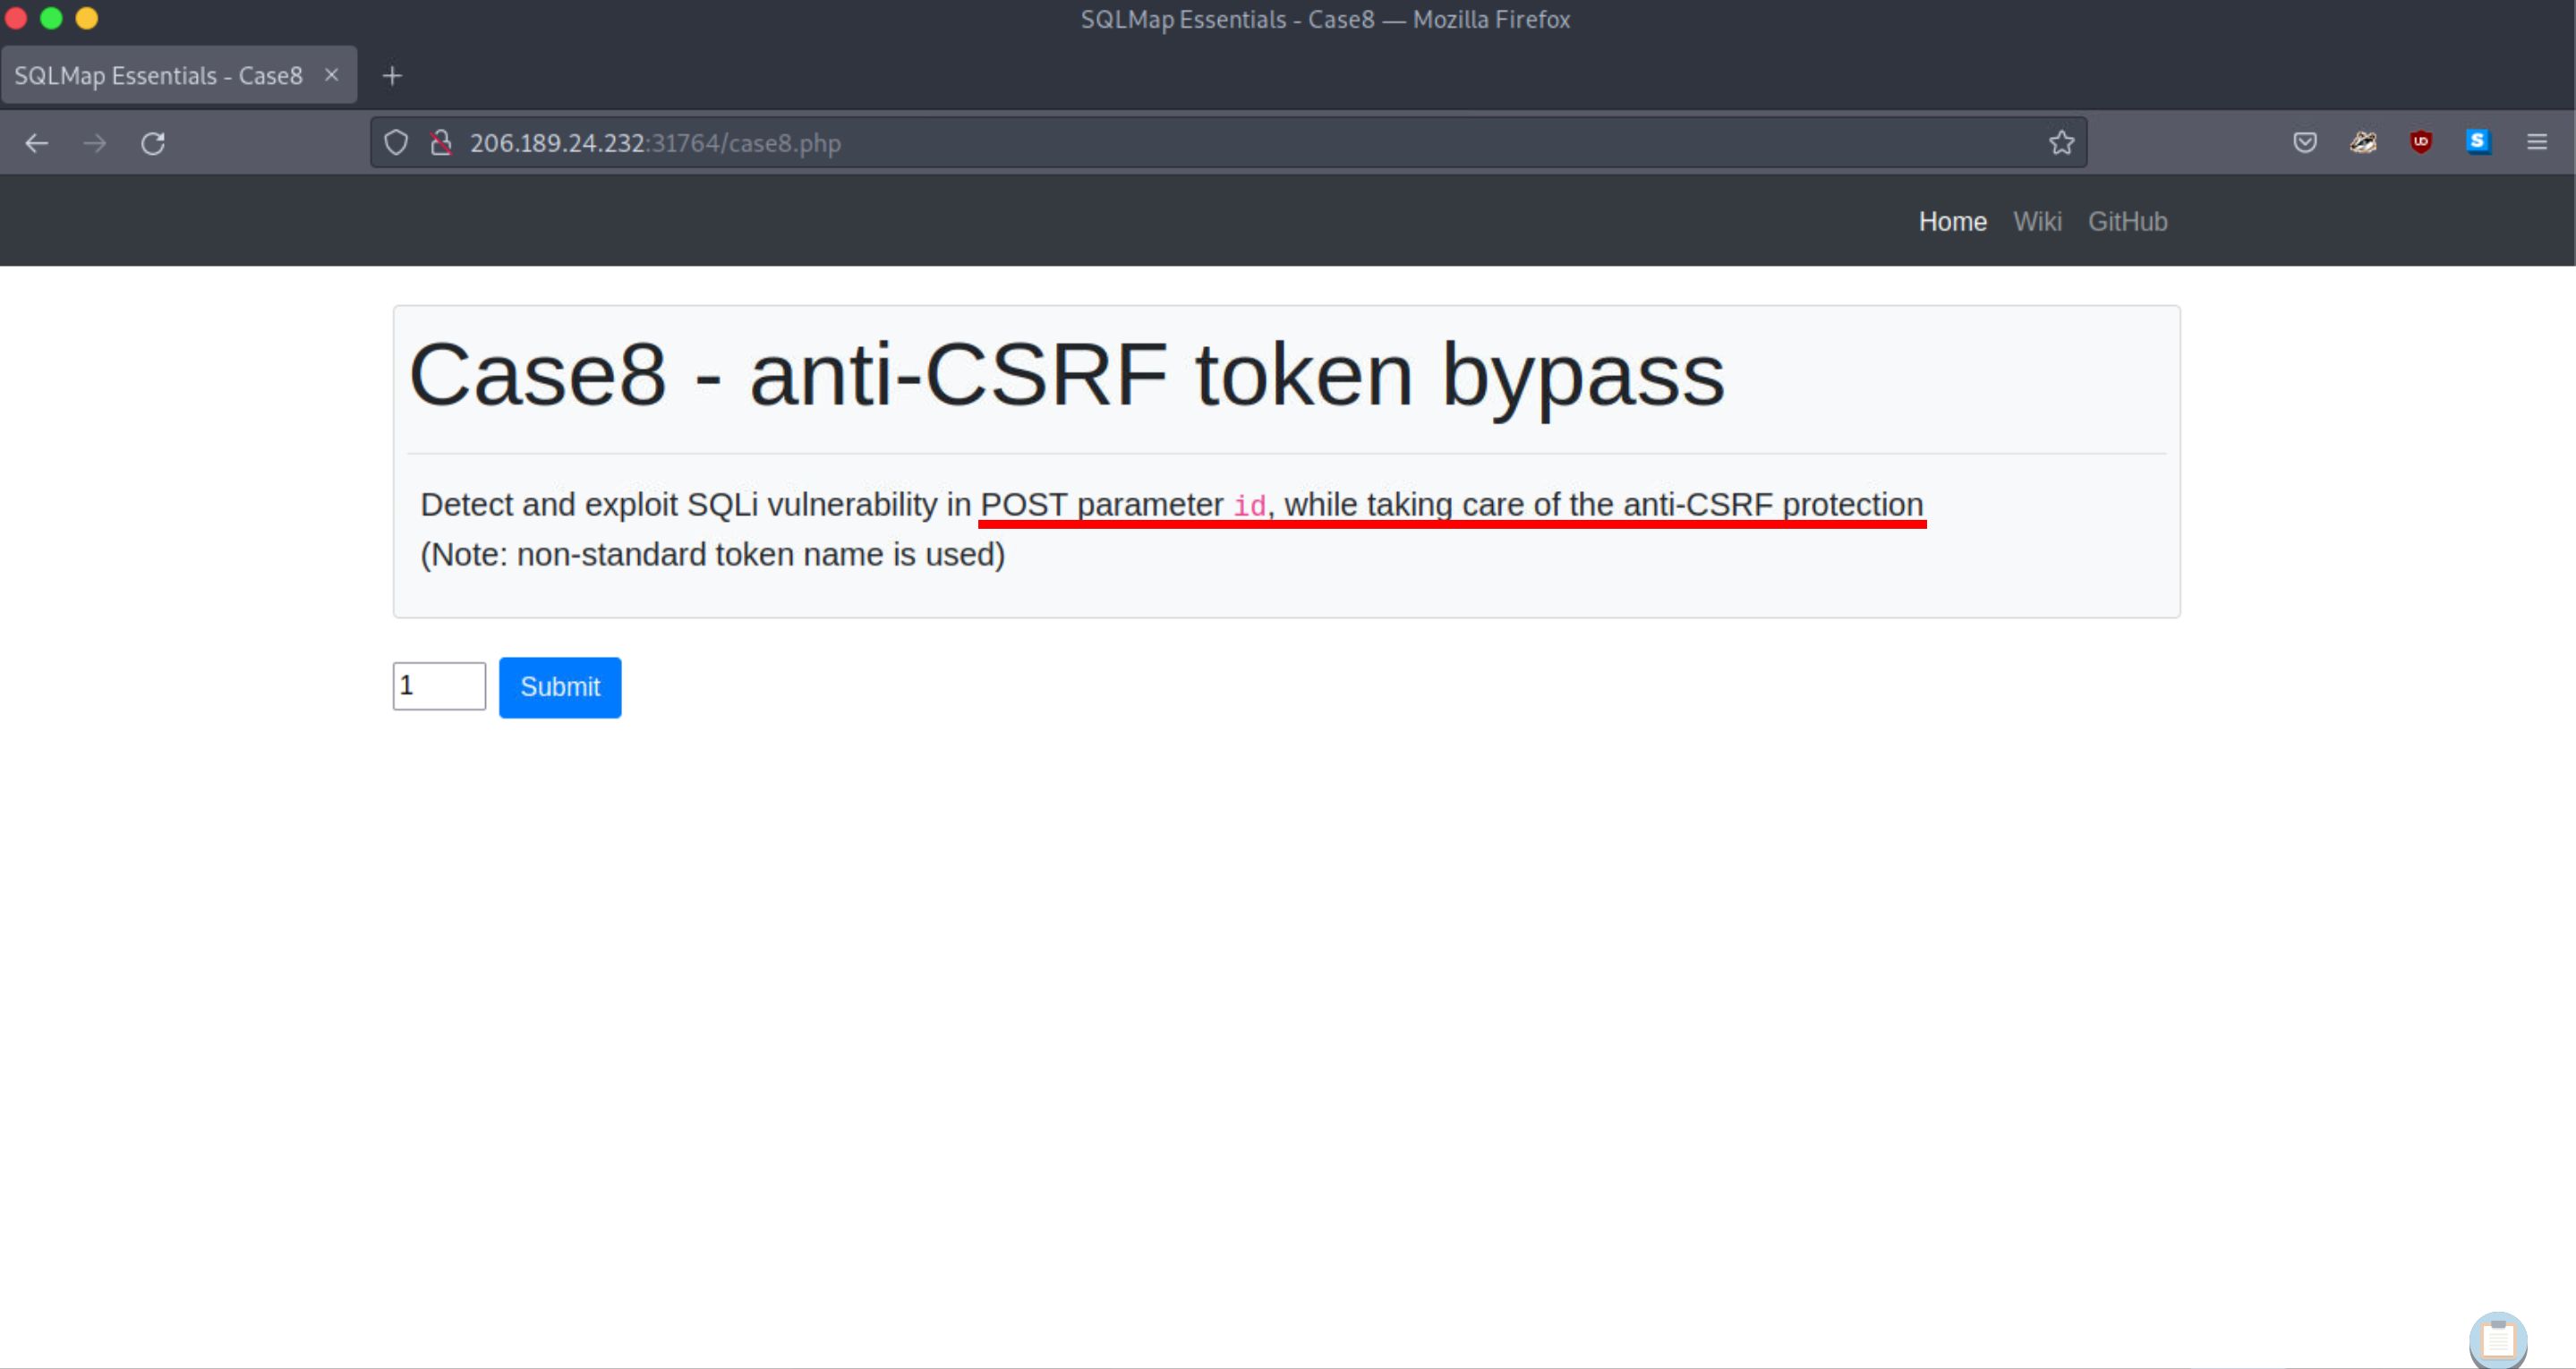 SQLMap Essentials - Case8 — Mozilla Firefox
SQLMap Essentials - Case8
206.189.24.232:31764/case8.php
Home Wiki GitHub
Case8 - anti-CSRF token bypass
Detect and exploit SQLi vulnerability in POST parameter id, while taking care of the anti-CSRF protection
(Note: non-standard token name is used)
1 Submit